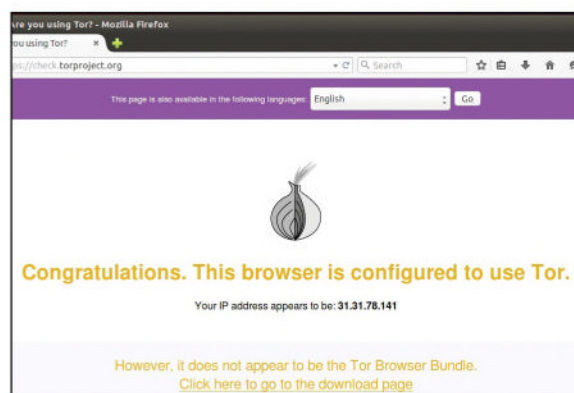 re you using Tor? - Mozilla Firefox
ou using Tor?
ps://check.torproject.org
Search
This page is also available in the following languages:
English
Go
Congratulations. This browser is configured to use Tor.
Your IP address appears to be: 31.31.78.141
However, it does not appear to be the Tor Browser Bundle.
Click here to go to the download page